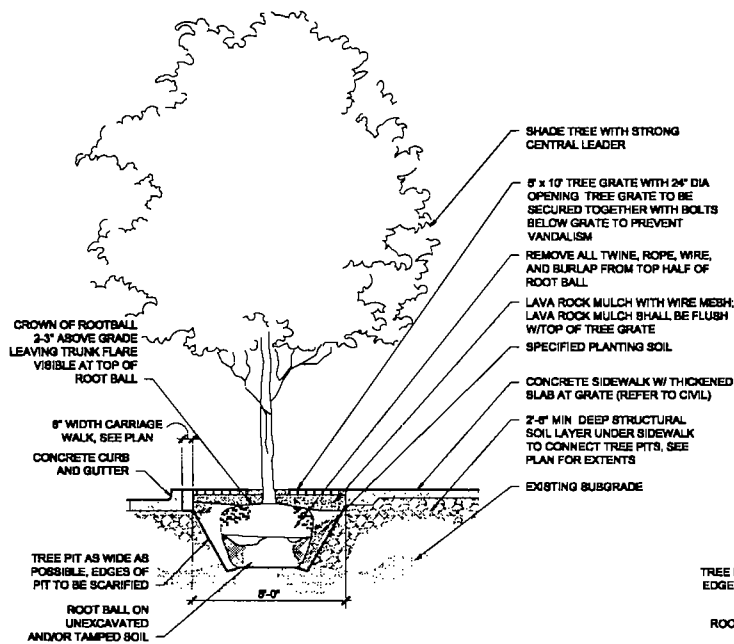 SHADE TREE WITH STRONG
CENTRAL LEADER
5' x 10' TREE GRATE WITH 24" DIA
OPENING TREE GRATE TO BE
SECURED TOGETHER WITH BOLTS
BELOW GRATE TO PREVENT
VANDALISM
REMOVE ALL TWINE, ROPE, WIRE,
AND BURLAP FROM TOP HALF OF
ROOT BALL
LAVA ROCK MULCH WITH WIRE MESH;
LAVA ROCK MULCH SHALL BE FLUSH
W/TOP OF TREE GRATE
SPECIFIED PLANTING SOIL
CONCRETE SIDEWALK W/ THICKENED
SLAB AT GRATE (REFER TO CIVIL)
2'-6" MIN DEEP STRUCTURAL
SOIL LAYER UNDER SIDEWALK
TO CONNECT TREE PITS, SEE
PLAN FOR EXTENTS
EXISTING SUBGRADE
CROWN OF ROOTBALL
2-3" ABOVE GRADE
LEAVING TRUNK FLARE
VISIBLE AT TOP OF
ROOT BALL
6" WIDTH CARRIAGE
WALK, SEE PLAN
CONCRETE CURB
AND GUTTER
TREE PIT AS WIDE AS
POSSIBLE, EDGES OF
PIT TO BE SCARIFIED
ROOT BALL ON
UNEXCAVATED
AND/OR TAMPED SOIL
5'-0"
TREE
EDGE
ROO